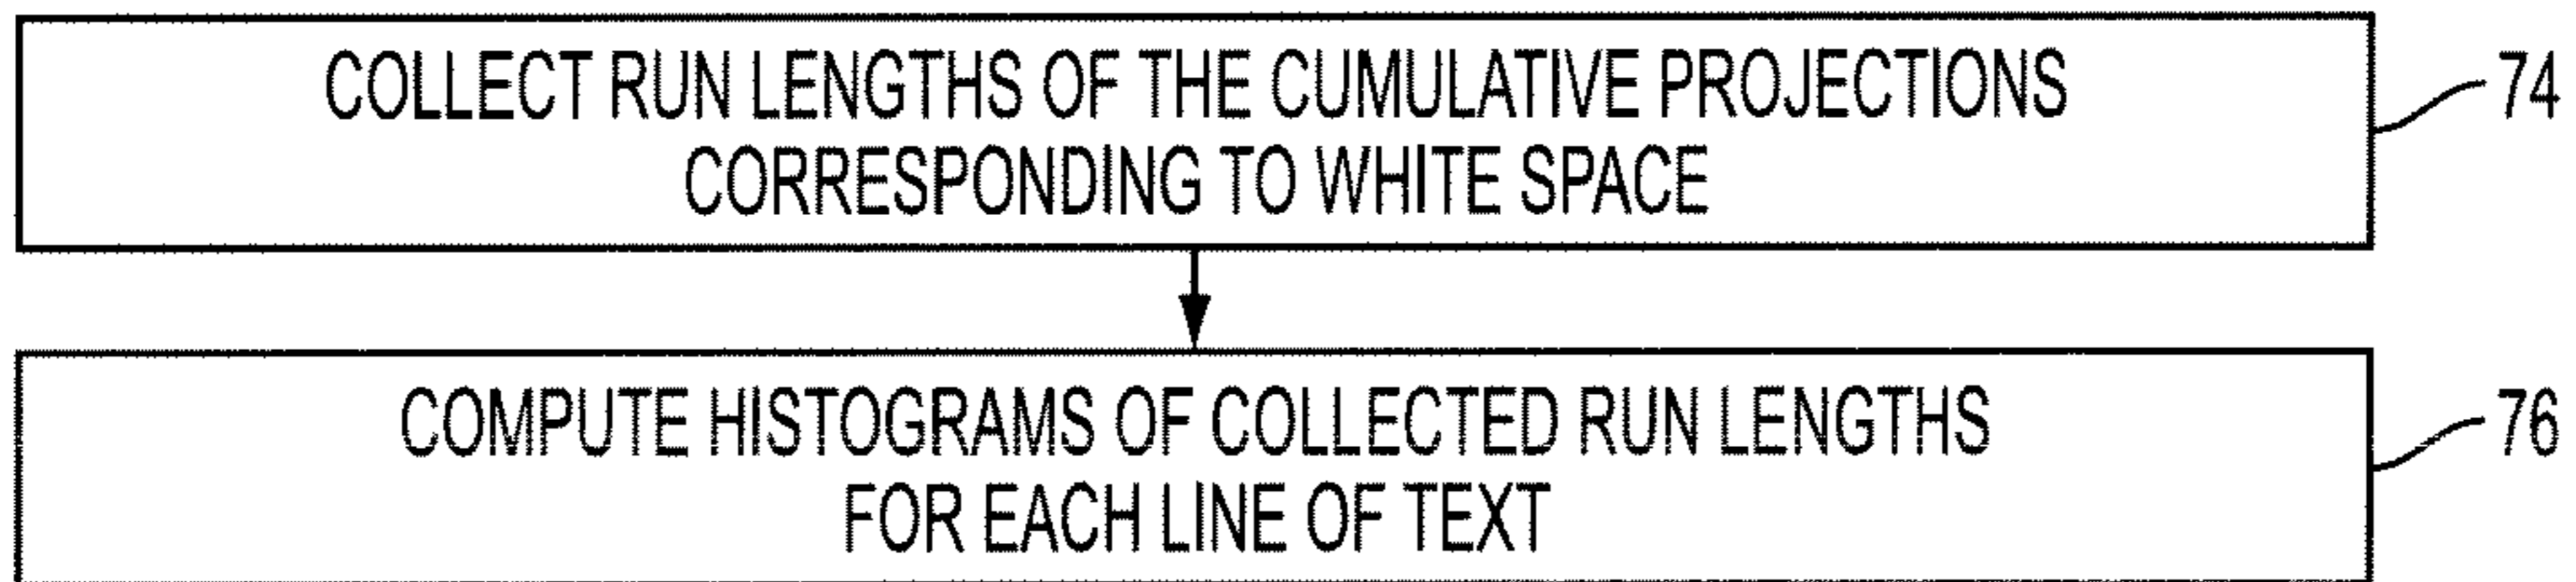 COLLECT RUN LENGTHS OF THE CUMULATIVE PROJECTIONS
CORRESPONDING TO WHITE SPACE
74
COMPUTE HISTOGRAMS OF COLLECTED RUN LENGTHS
FOR EACH LINE OF TEXT
76